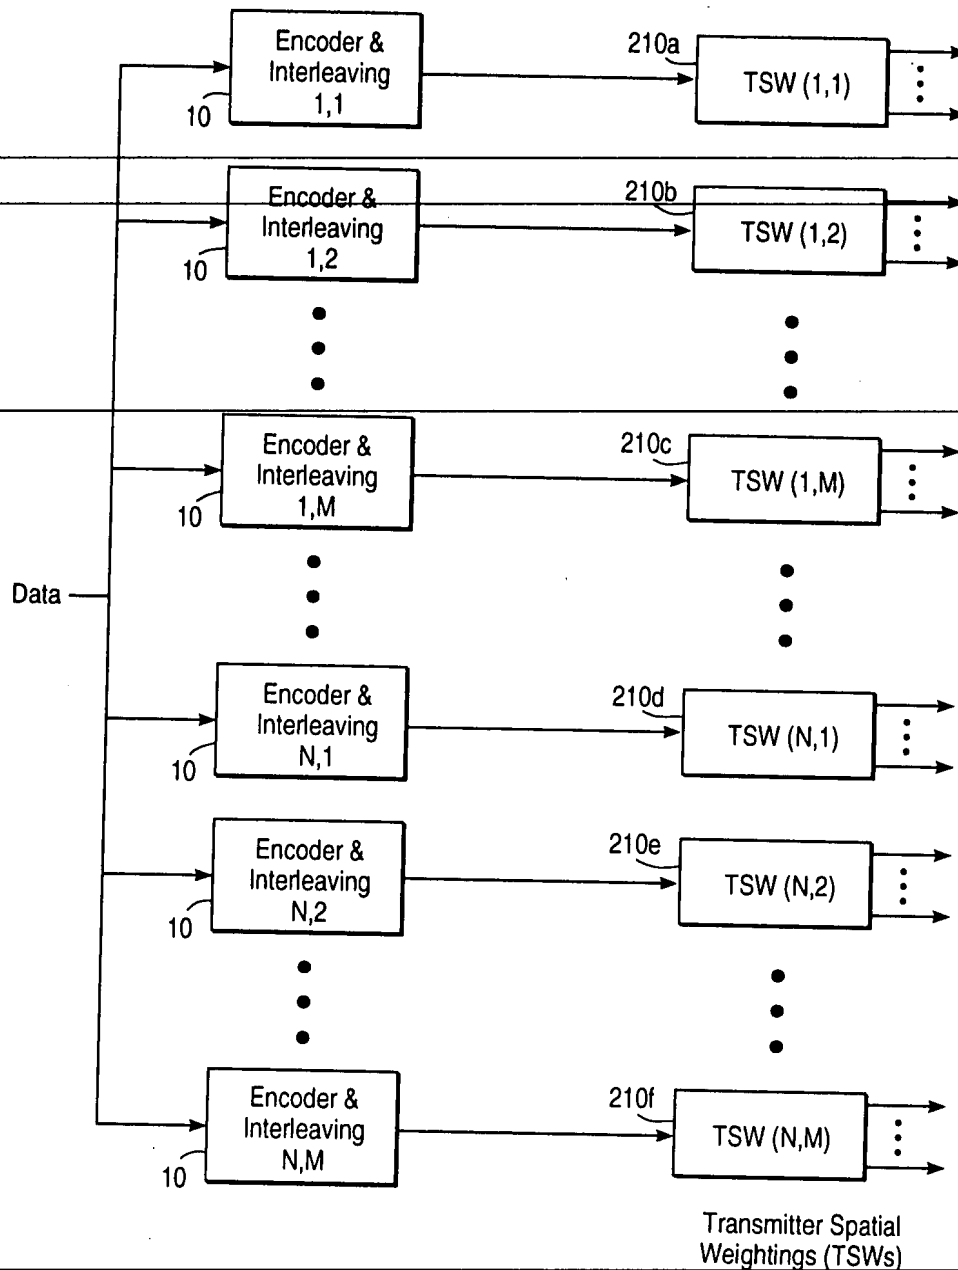 Encoder &
Interleaving
1,1
10
210a
TSW (1,1)
Encoder &
Interleaving
1,2
10
210b
TSW (1,2)
Encoder &
Interleaving
1,M
10
210c
TSW (1,M)
Data
Encoder &
Interleaving
N,1
10
210d
TSW (N,1)
Encoder &
Interleaving
N,2
10
210e
TSW (N,2)
Encoder &
Interleaving
N,M
10
210f
TSW (N,M)
Transmitter Spatial
Weightings (TSWs)